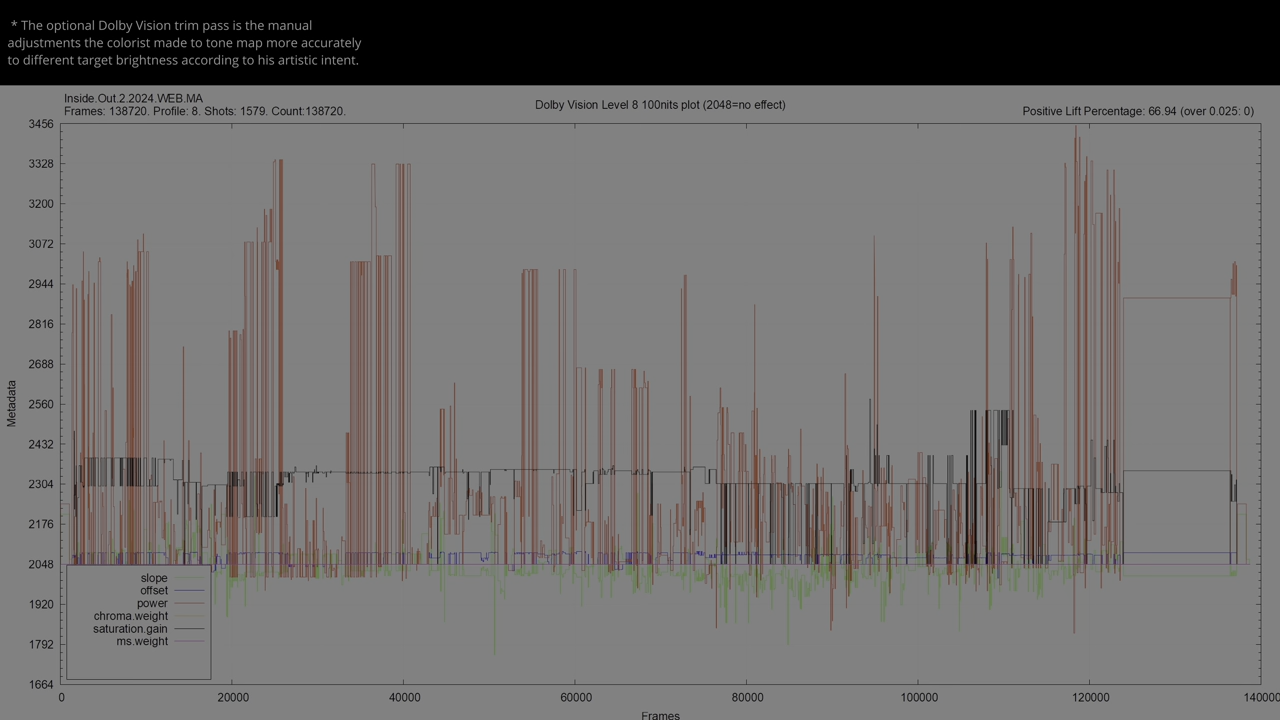 * The optional Dolby Vision trim pass is the manual
adjustments the colorist made to tone map more accurately
to different target brightness according to his artistic intent.
Inside.Out.2.2024.WEB.MA
Frames: 138720. Profile: 8. Shots: 1579. Count:138720.
Dolby Vision Level 8 100nits plot (2048=no effect)
Positive Lift Percentage: 66.94 (over 0.025: 0)
3456
3328
3200
3072
2944
2816
2688
2560
2432
2304
2176
2048
1920
1792
1664
Metadata
slope
offset
power
chroma.weight
saturation.gain
ms.weight
0
20000
40000
60000
80000
100000
120000
140000
Frames